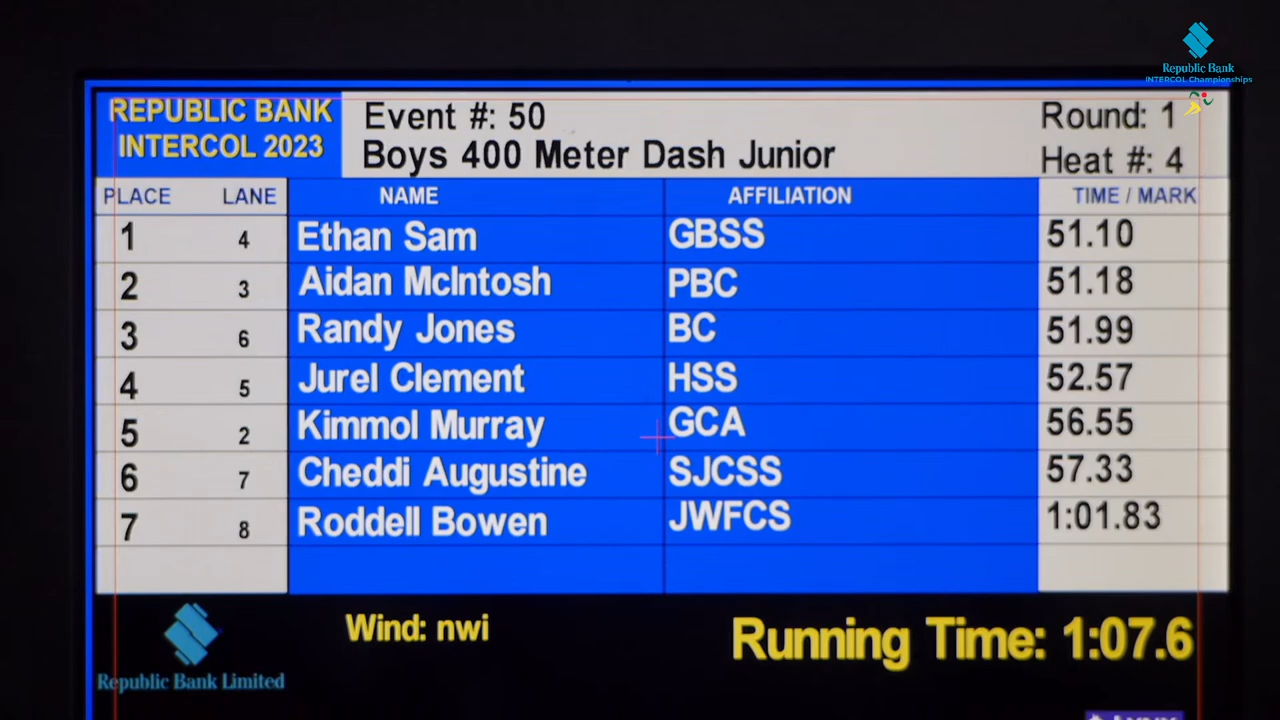 Republic Bank
INTERCOL Championships
REPUBLIC BANK
INTERCOL 2023
Event #: 50
Boys 400 Meter Dash Junior
Round: 1
Heat #: 4
PLACE LANE NAME AFFILIATION TIME / MARK
1 4 Ethan Sam GBSS 51.10
2 3 Aidan McIntosh PBC 51.18
3 6 Randy Jones BC 51.99
4 5 Jurel Clement HSS 52.57
5 2 Kimmol Murray GCA 56.55
6 7 Cheddi Augustine SJCSS 57.33
7 8 Roddell Bowen JWFCS 1:01.83
Wind: nwi
Running Time: 1:07.6
Republic Bank Limited